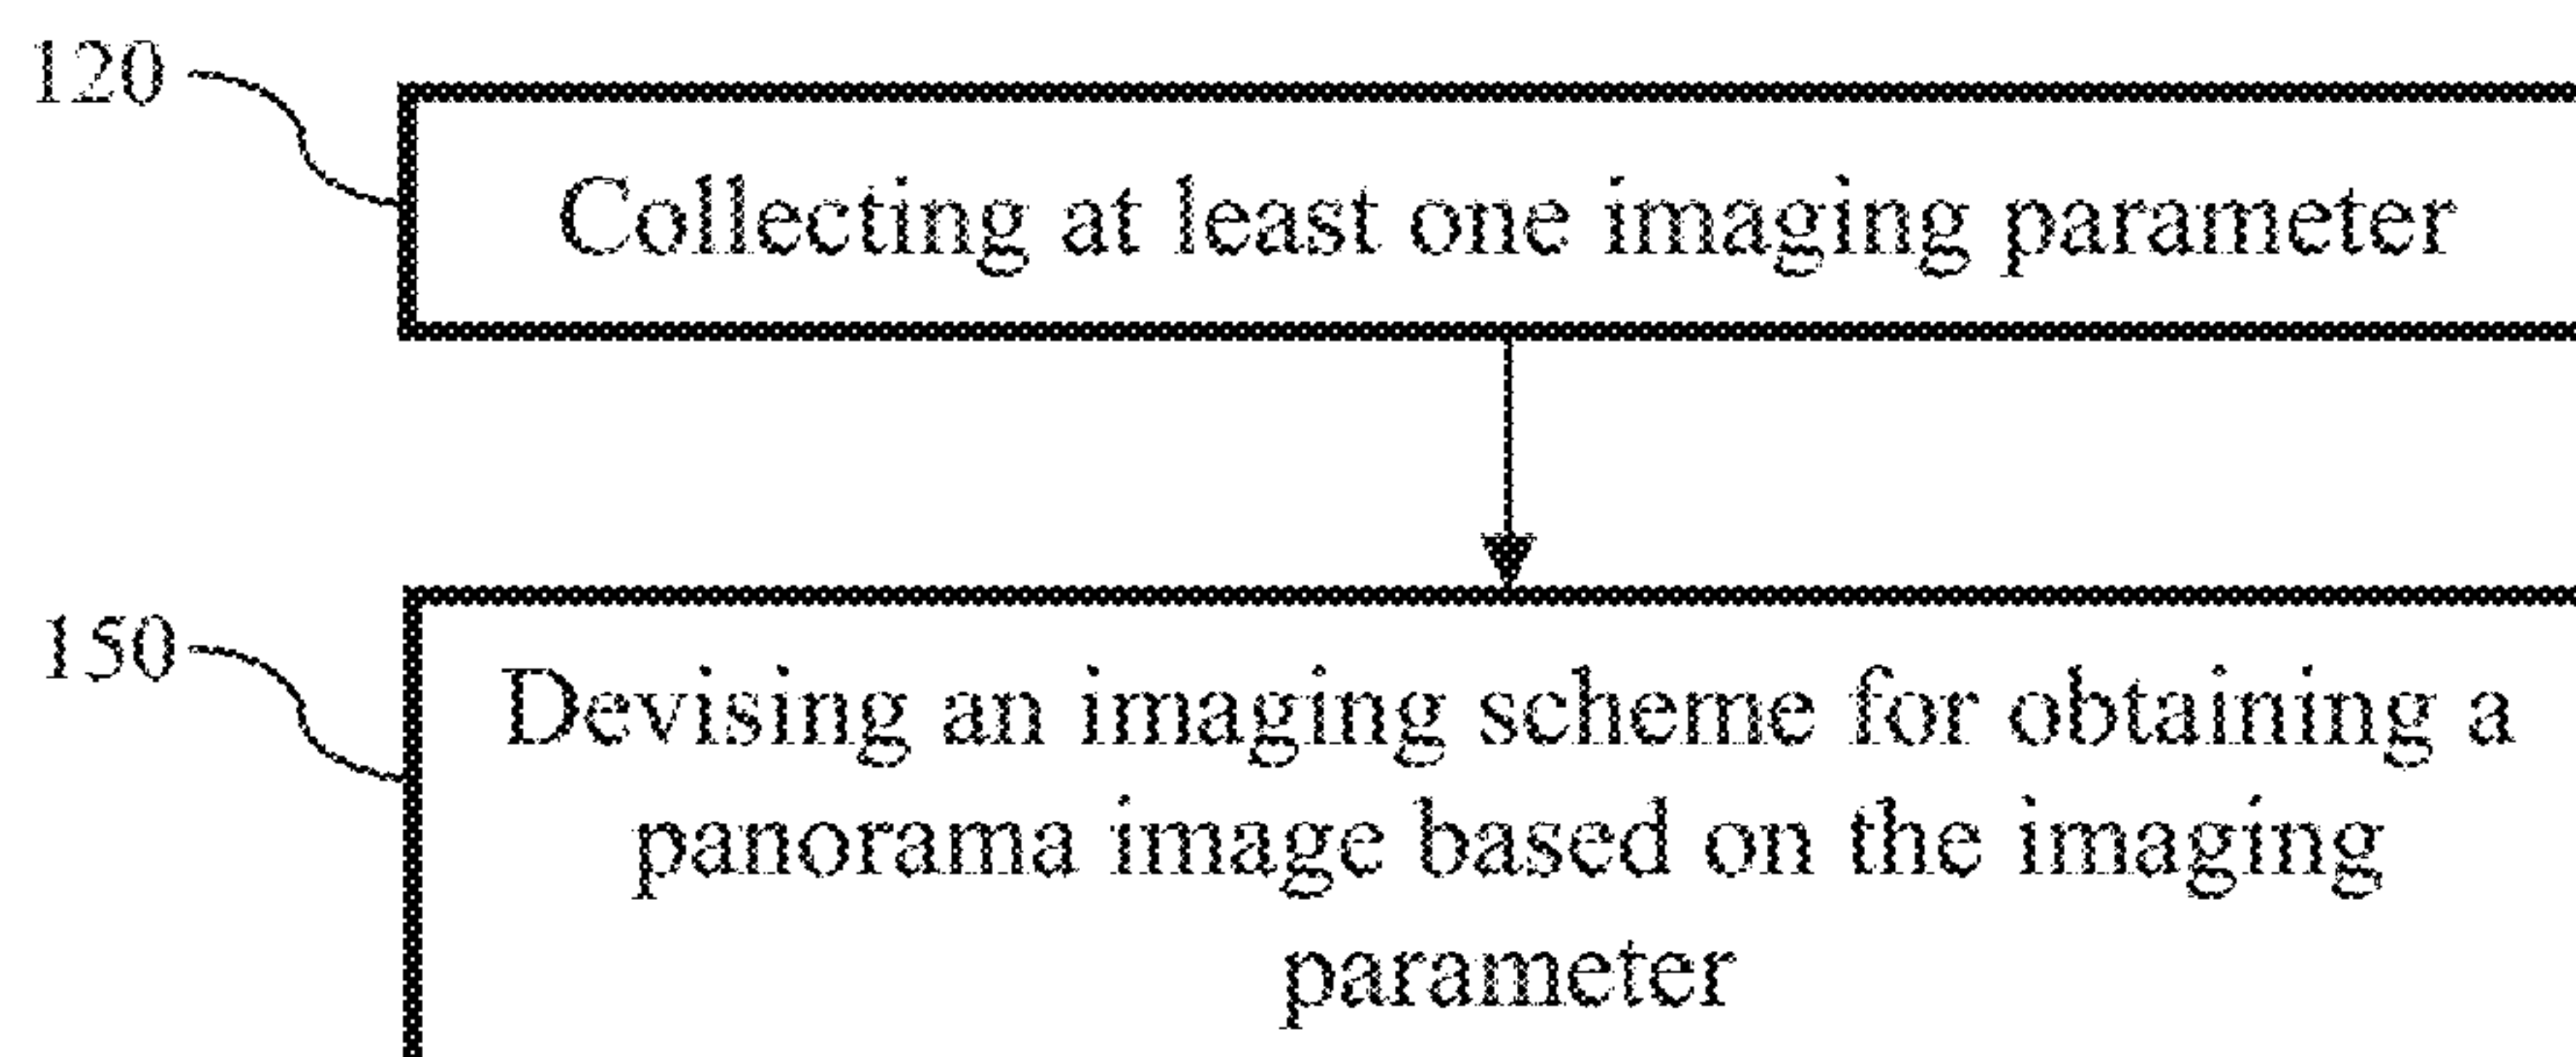 120
Collecting at least one imaging parameter
150
Devising an imaging scheme for obtaining a
panorama image based on the imaging
parameter